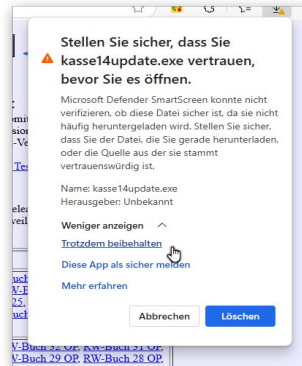 Stellen Sie sicher, dass Sie
kasse14update.exe vertrauen,
bevor Sie es öffnen.
Microsoft Defender SmartScreen konnte nicht
verifizieren, ob diese Datei sicher ist, da sie nicht
häufig heruntergeladen wird. Stellen Sie sicher,
dass Sie der Datei, die Sie gerade herunterladen,
oder die Quelle aus der sie stammt
vertrauenswürdig ist.
Name: kasse14update.exe
Herausgeber: Unbekannt
Weniger anzeigen
Trotzdem beibehalten
Diese App als sicher melden
Mehr erfahren
Abbrechen Löschen
V-Buch 32 OP, RW-Buch 31 OP,
V-Buch 29 OP, RW-Buch 28 OP,